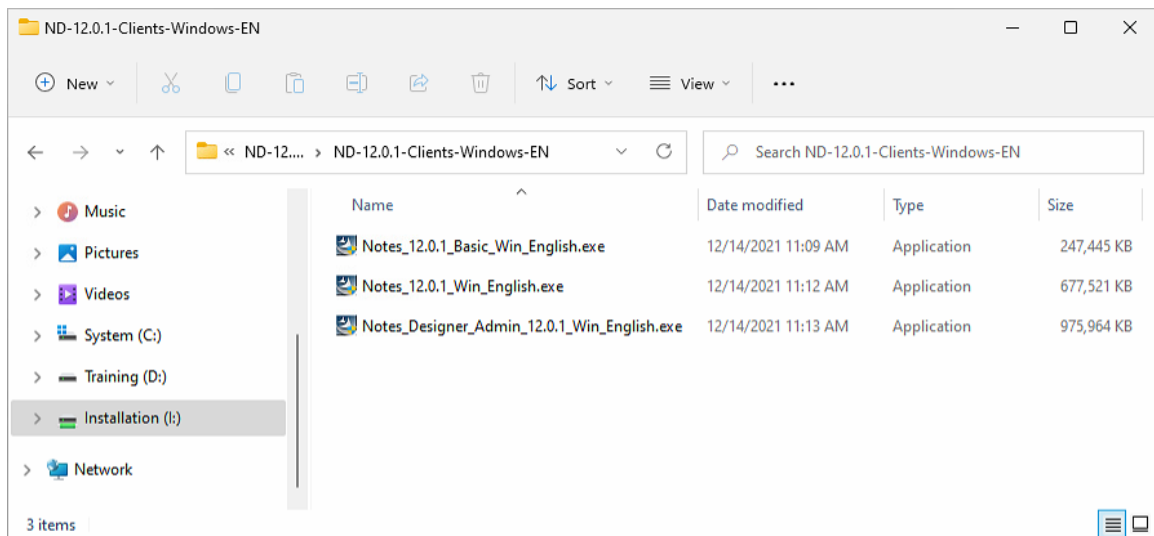 ND-12.0.1-Clients-Windows-EN
New Sort View ...
« ND-12.... > ND-12.0.1-Clients-Windows-EN Search ND-12.0.1-Clients-Windows-EN
Name Date modified Type Size
Music
Notes_12.0.1_Basic_Win_English.exe 12/14/2021 11:09 AM Application 247,445 KB
Pictures
Notes_12.0.1_Win_English.exe 12/14/2021 11:12 AM Application 677,521 KB
Videos
Notes_Designer_Admin_12.0.1_Win_English.exe 12/14/2021 11:13 AM Application 975,964 KB
System (C:)
Training (D:)
Installation (I:)
Network
3 items